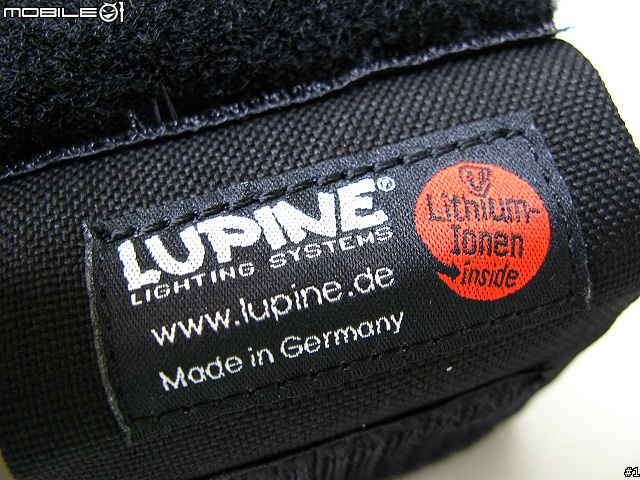 MOBILE01
LUPINE®
LIGHTING SYSTEMS
www.lupine.de
Made in Germany
Lithium-
Ionen
inside
#1